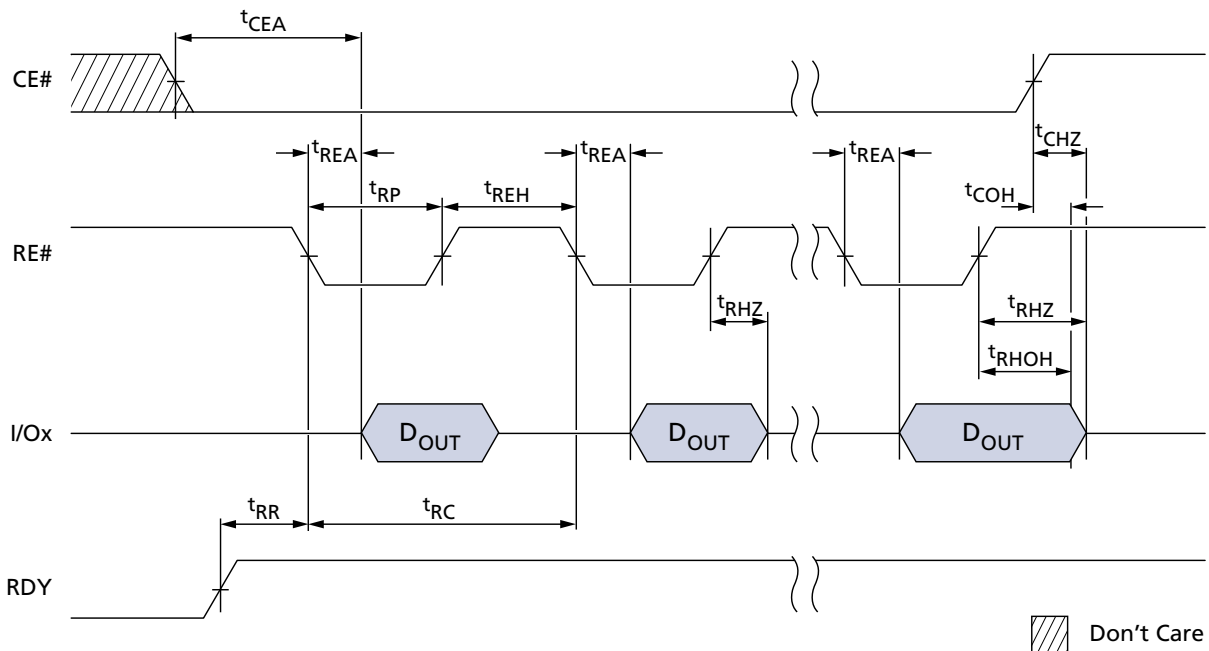 tCEA
CE#
tCHZ
tREA tREA tREA
tRP tREH tCOH
RE#
tRHZ tRHZ
tRHOH
I/Ox DOUT DOUT DOUT
tRR tRC
RDY
Don't Care